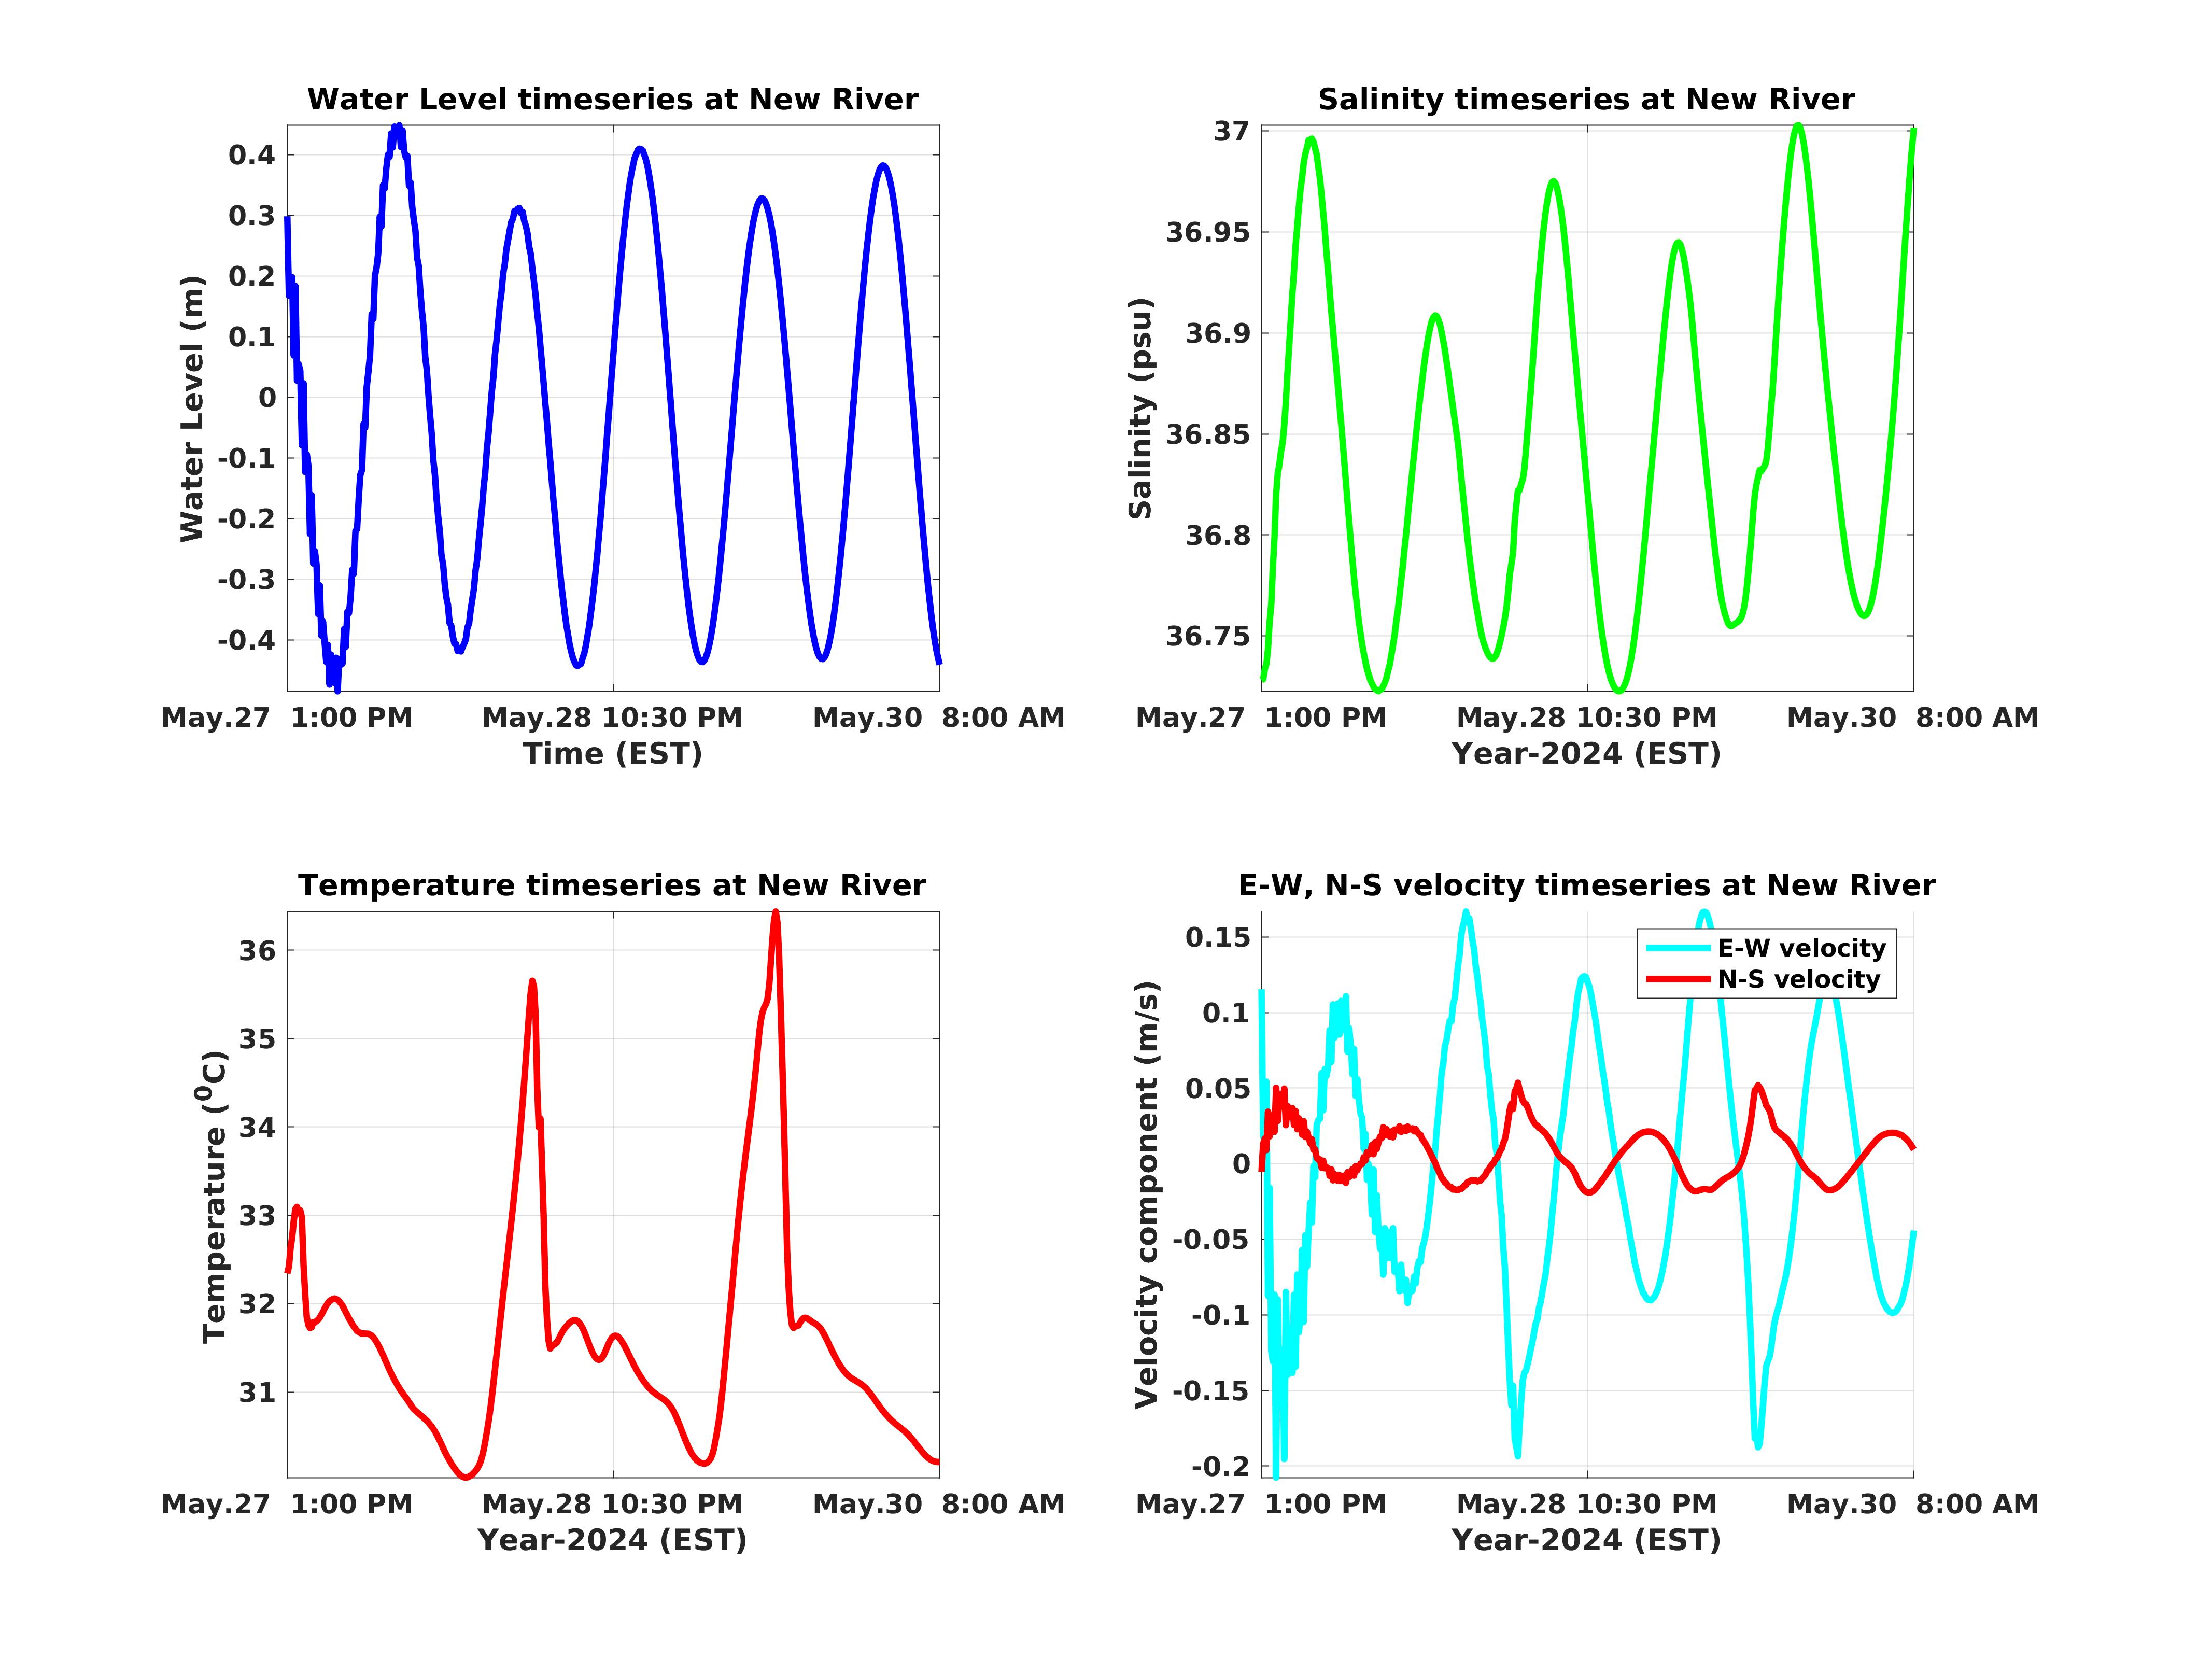 Water Level timeseries at New River
Water Level (m)
0.4
0.3
0.2
0.1
0
-0.1
-0.2
-0.3
-0.4
May.27 1:00 PM
May.28 10:30 PM
May.30 8:00 AM
Time (EST)
Salinity timeseries at New River
Salinity (psu)
37
36.95
36.9
36.85
36.8
36.75
May.27 1:00 PM
May.28 10:30 PM
May.30 8:00 AM
Year-2024 (EST)
Temperature timeseries at New River
Temperature (⁰C)
36
35
34
33
32
31
May.27 1:00 PM
May.28 10:30 PM
May.30 8:00 AM
Year-2024 (EST)
E-W, N-S velocity timeseries at New River
Velocity component (m/s)
0.15
0.1
0.05
0
-0.05
-0.1
-0.15
-0.2
E-W velocity
N-S velocity
May.27 1:00 PM
May.28 10:30 PM
May.30 8:00 AM
Year-2024 (EST)